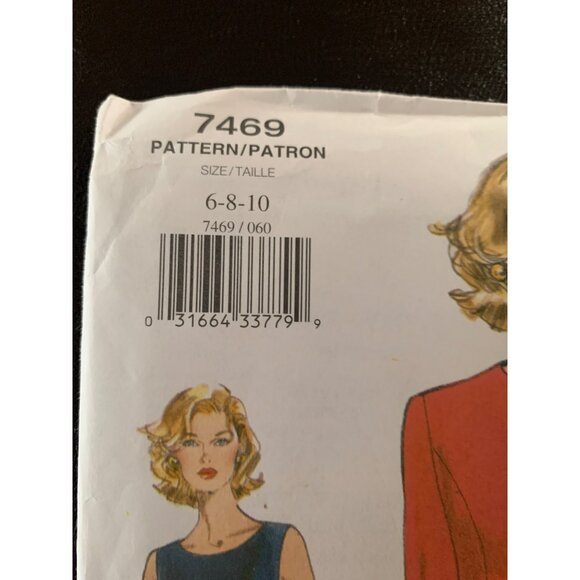 7469
PATTERN/PATRON
SIZE/TAILLE
6-8-10
7469/060
0 31664 33779 9